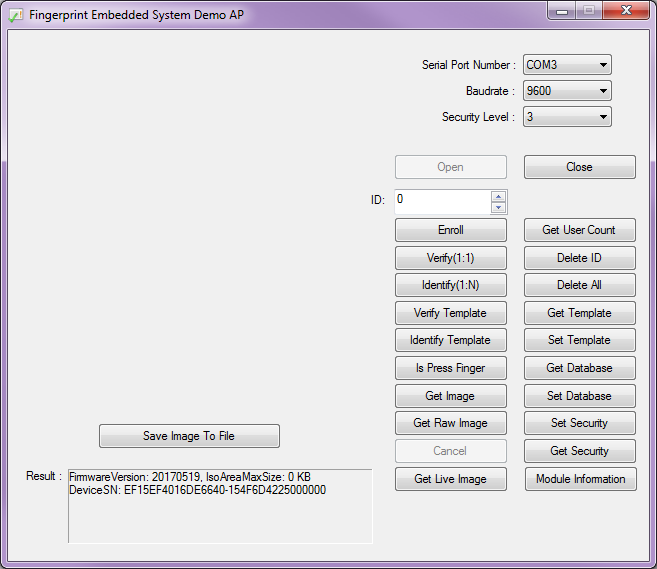 Fingerprint Embedded System Demo AP
Serial Port Number : COM3
Baudrate : 9600
Security Level : 3
Open Close
ID: 0
Enroll Get User Count
Verify(1:1) Delete ID
Identify(1:N) Delete All
Verify Template Get Template
Identify Template Set Template
Is Press Finger Get Database
Get Image Set Database
Get Raw Image Set Security
Save Image To File
Cancel Get Security
Get Live Image Module Information
Result :
FirmwareVersion: 20170519, IsoAreaMaxSize: 0 KB
DeviceSN: EF15EF4016DE6640-154F6D4225000000